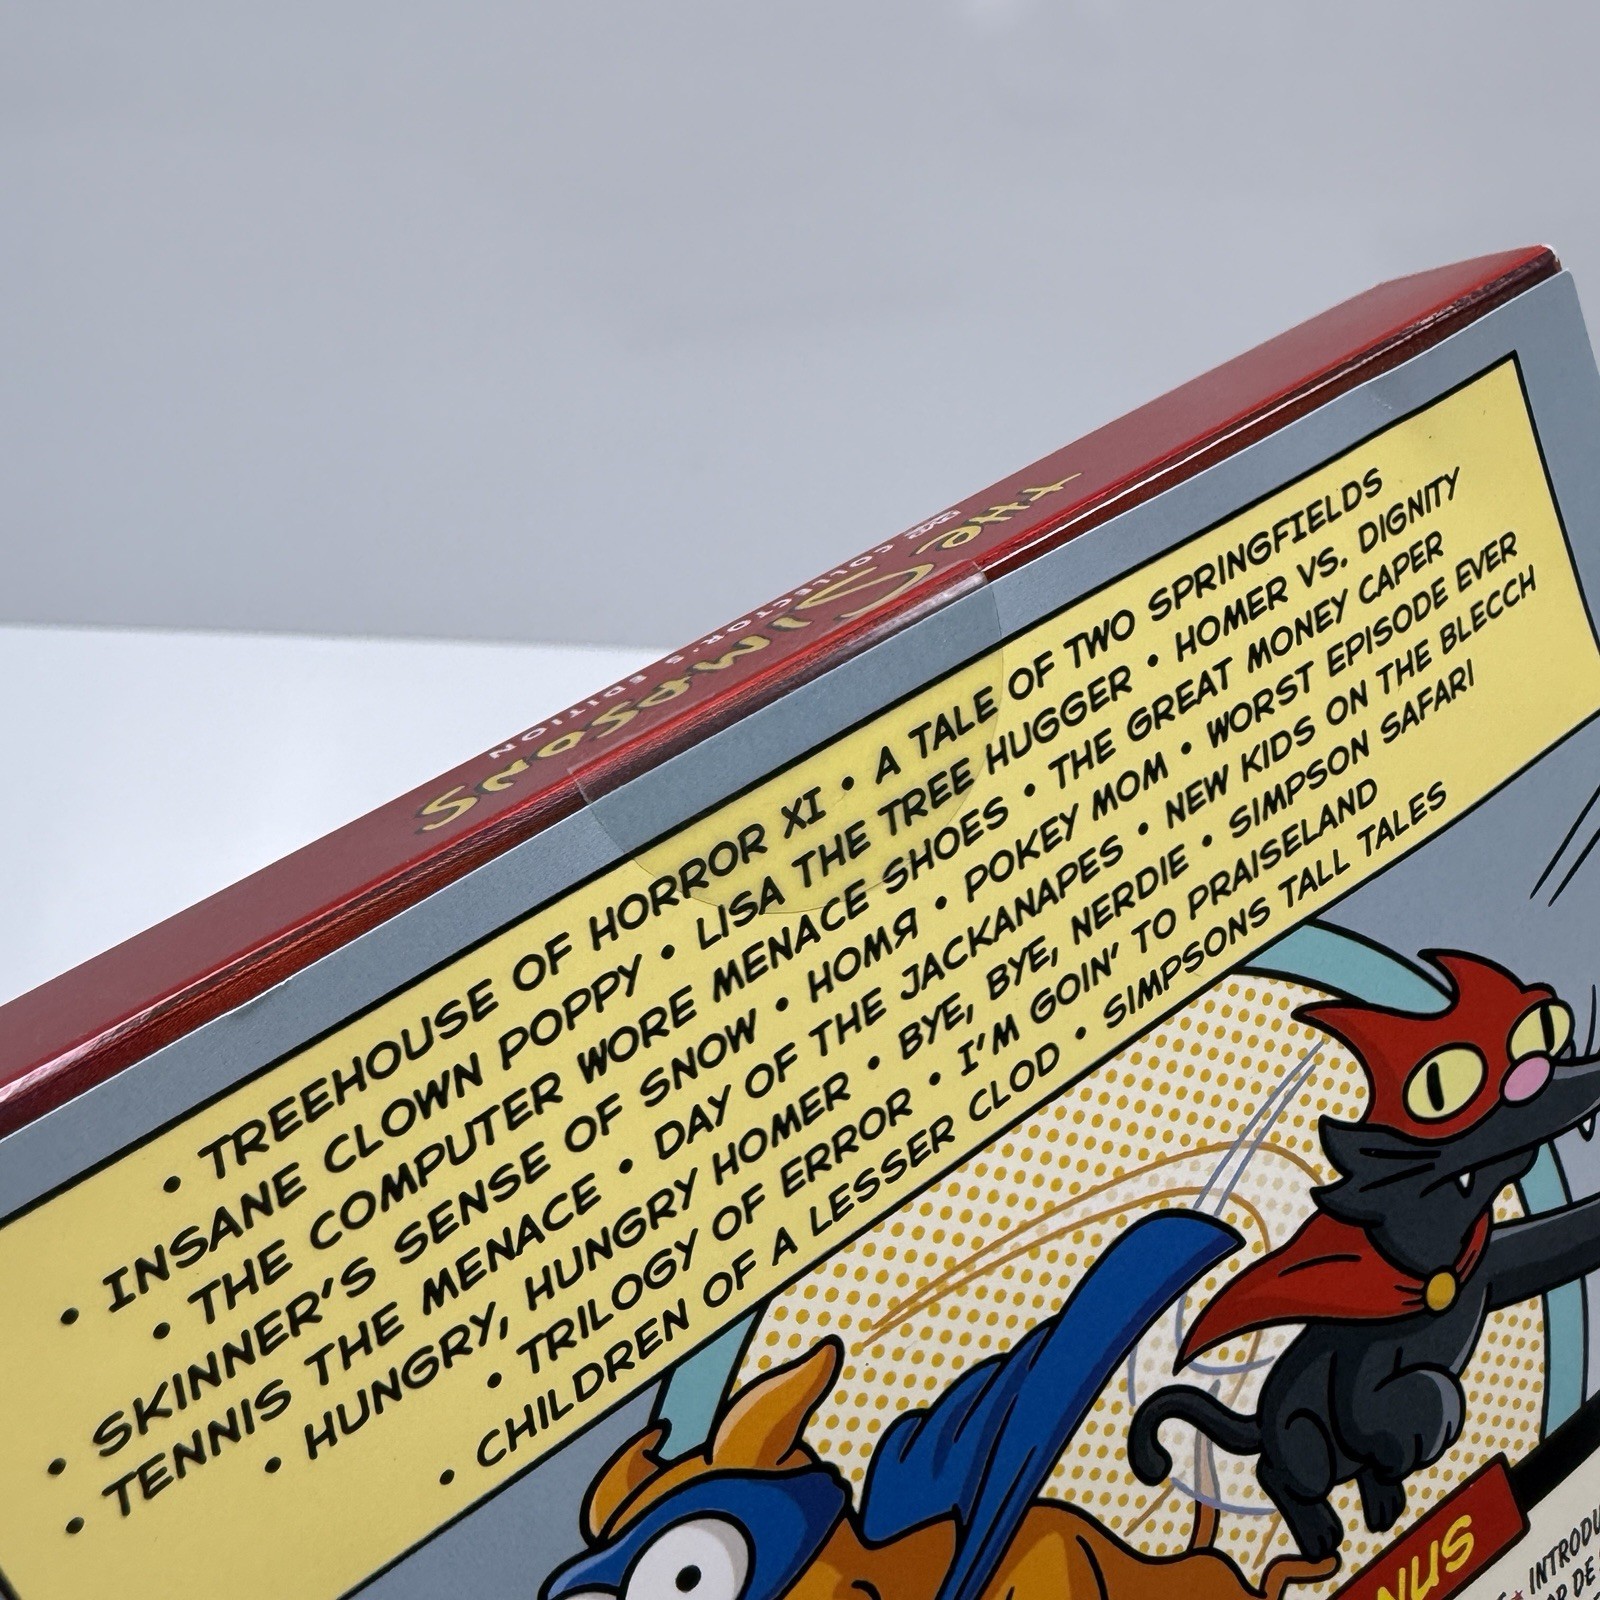 the Simpsons
DVD COLLECTOR'S EDITION
• TREEHOUSE OF HORROR XI • A TALE OF TWO SPRINGFIELDS
• INSANE CLOWN POPPY • LISA THE TREE HUGGER • HOMER VS. DIGNITY
• THE COMPUTER WORE MENACE SHOES • THE GREAT MONEY CAPER
• SKINNER'S SENSE OF SNOW • HOMЯ • POKEY MOM • WORST EPISODE EVER
• TENNIS THE MENACE • DAY OF THE JACKANAPES • NEW KIDS ON THE BLECCH
• HUNGRY, HUNGRY HOMER • BYE, BYE, NERDIE • SIMPSON SAFARI
• TRILOGY OF ERROR • I'M GOIN' TO PRAISELAND
• CHILDREN OF A LESSER CLOD • SIMPSONS TALL TALES